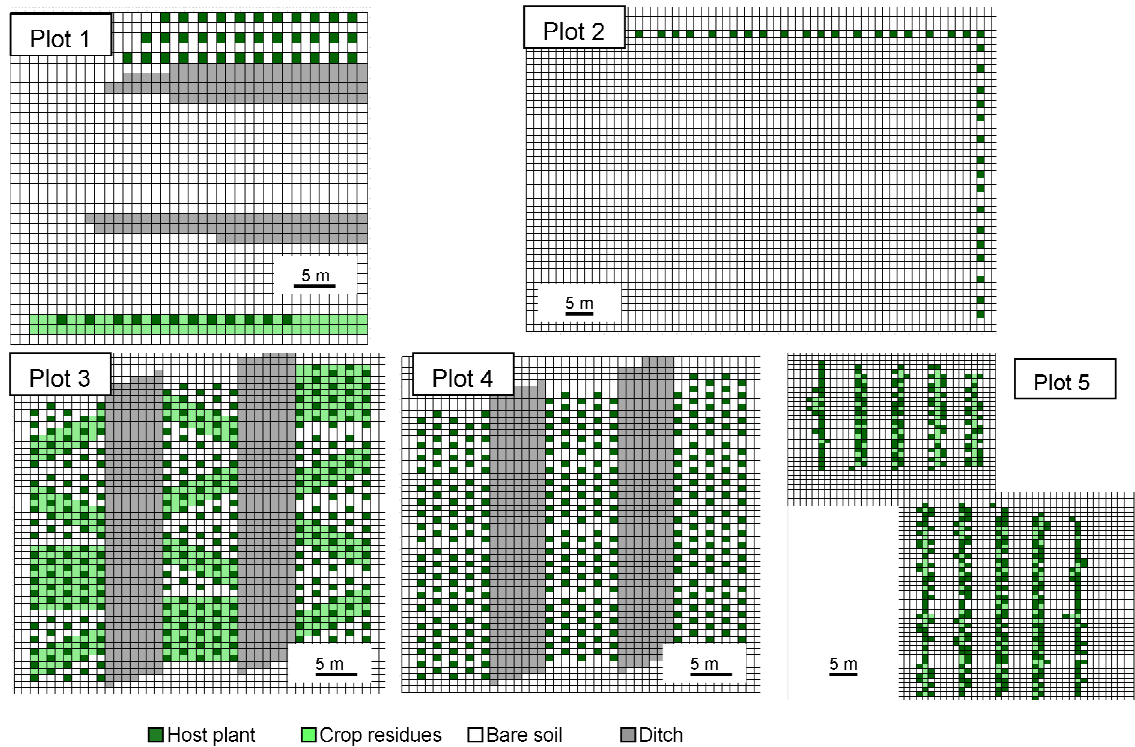 Plot 1
Plot 2
5 m
5 m
Plot 3
Plot 4
Plot 5
5 m
5 m
5 m
Host plant
Crop residues
Bare soil
Ditch